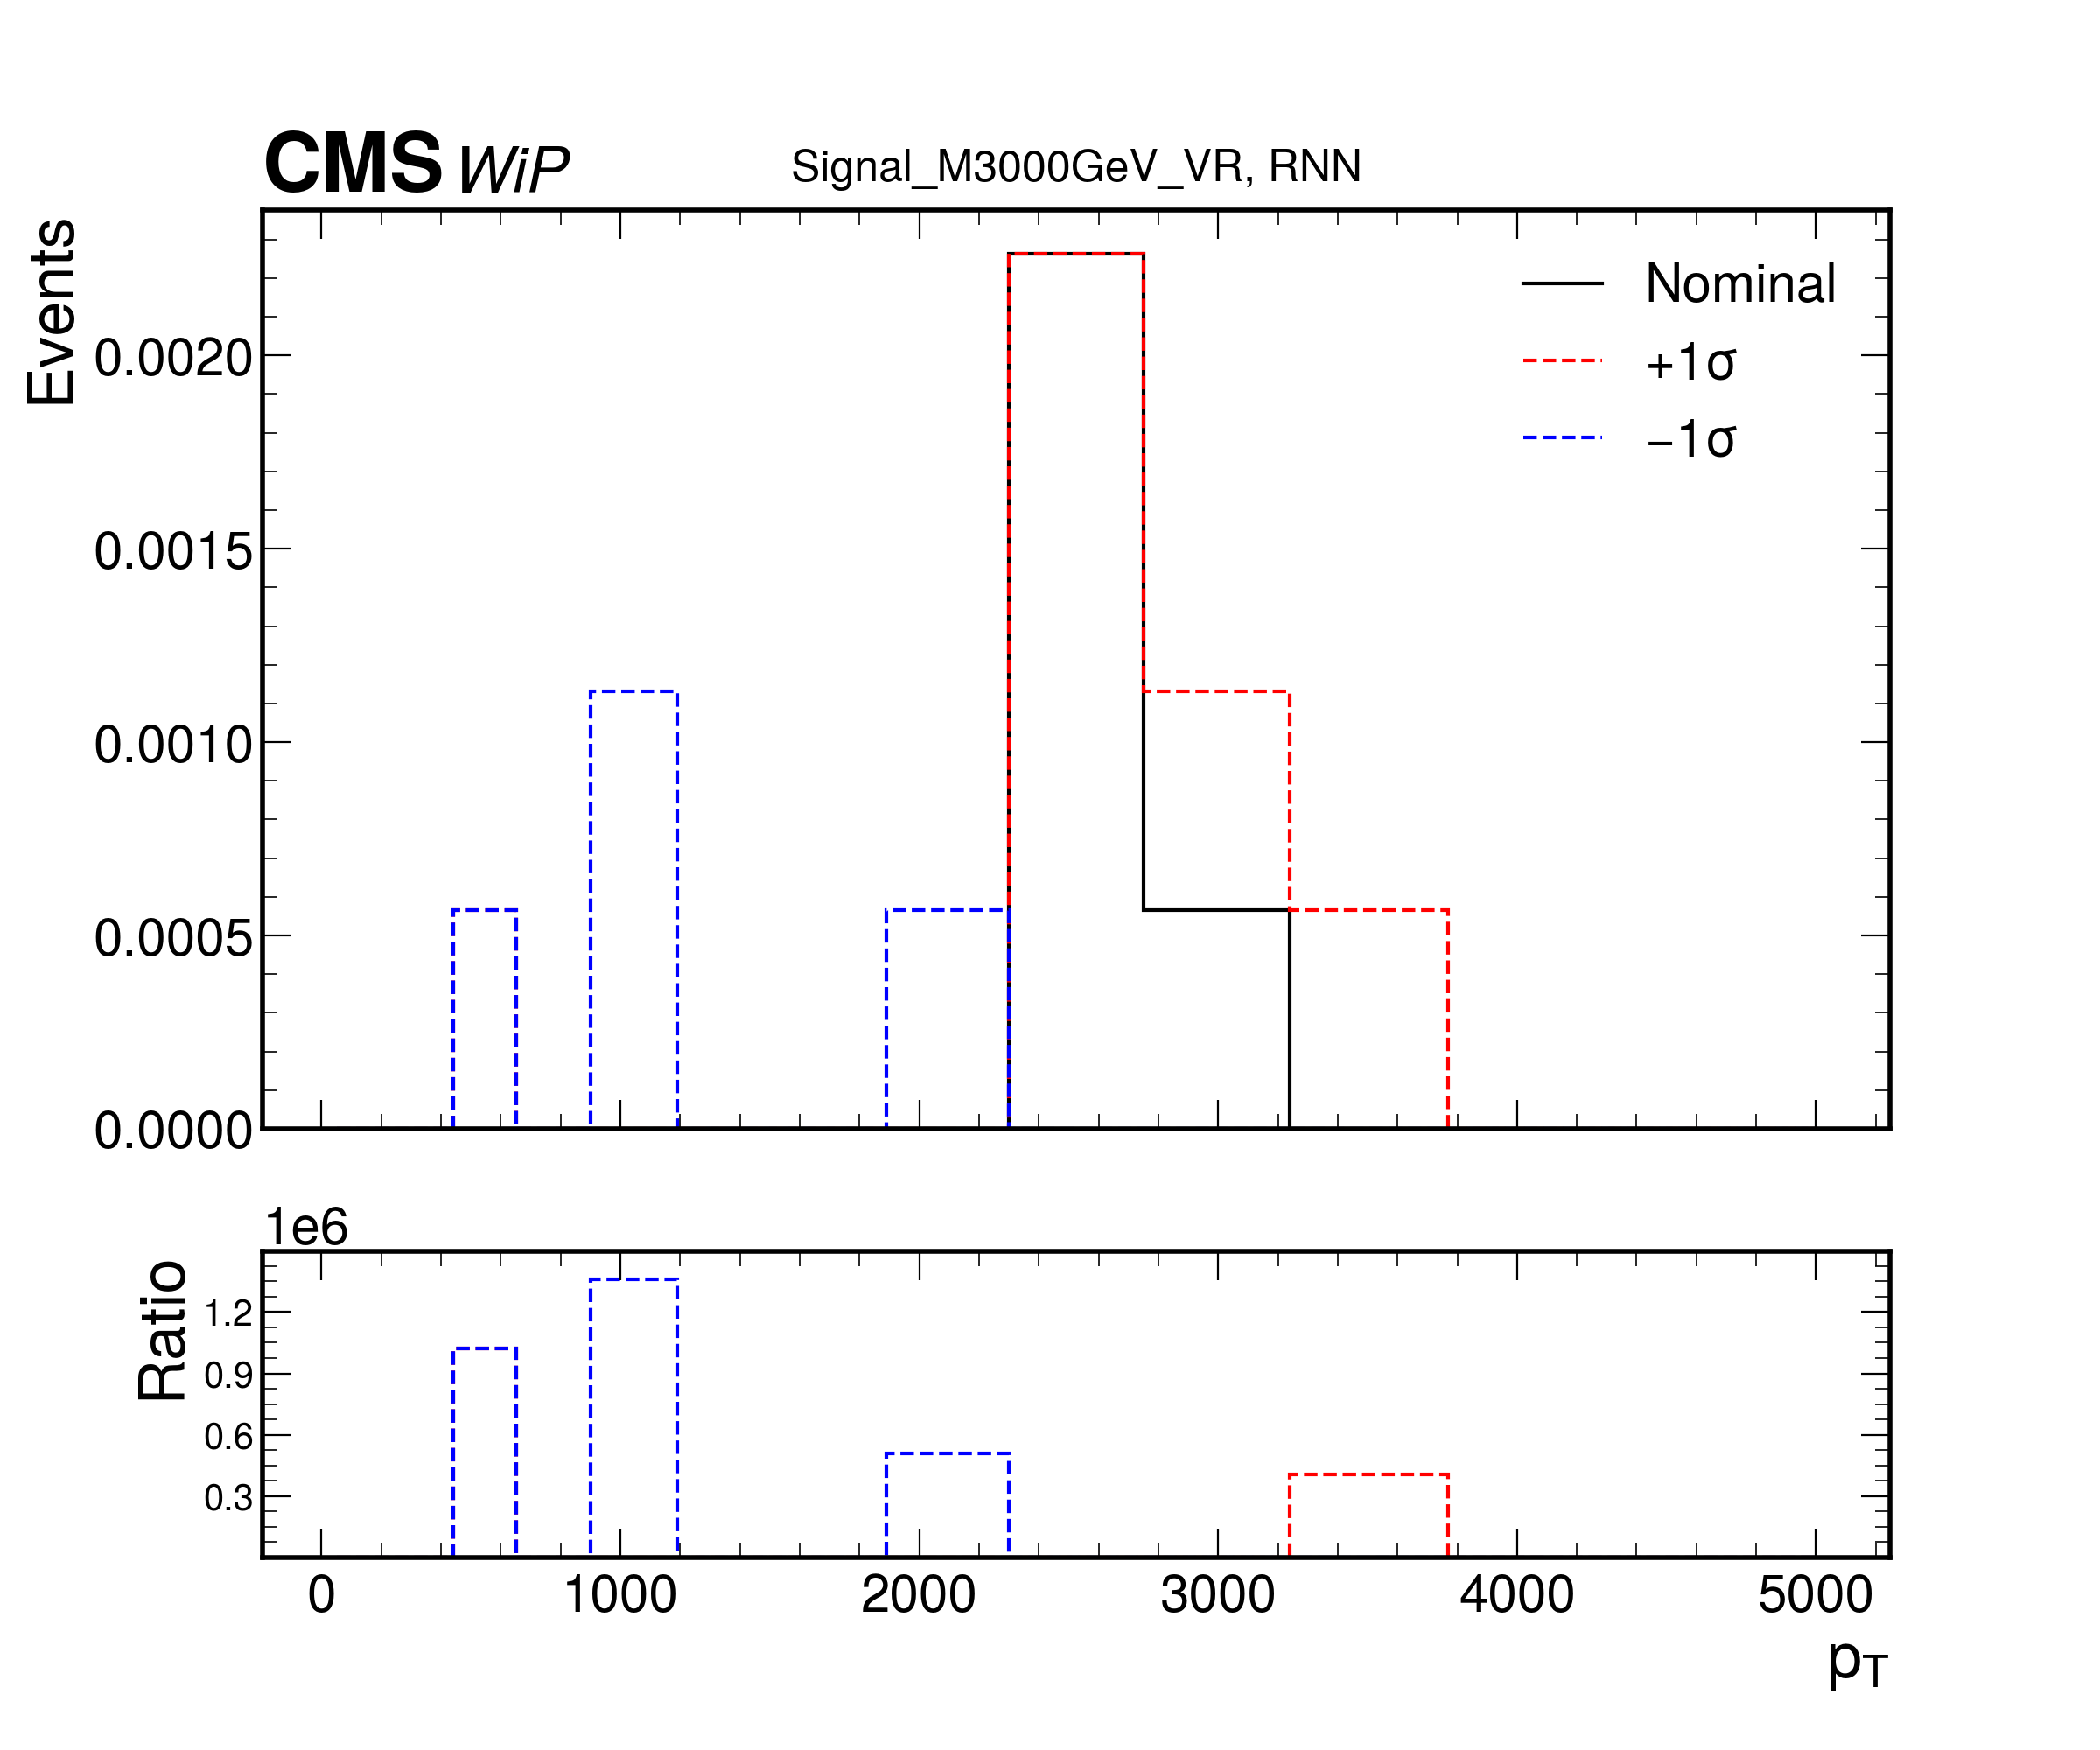 CMS WiP
Signal_M3000GeV_VR, RNN
Events
0.0020
0.0015
0.0010
0.0005
0.0000
Nominal
+1σ
−1σ
1e6
Ratio
1.2
0.9
0.6
0.3
0 1000 2000 3000 4000 5000
pT